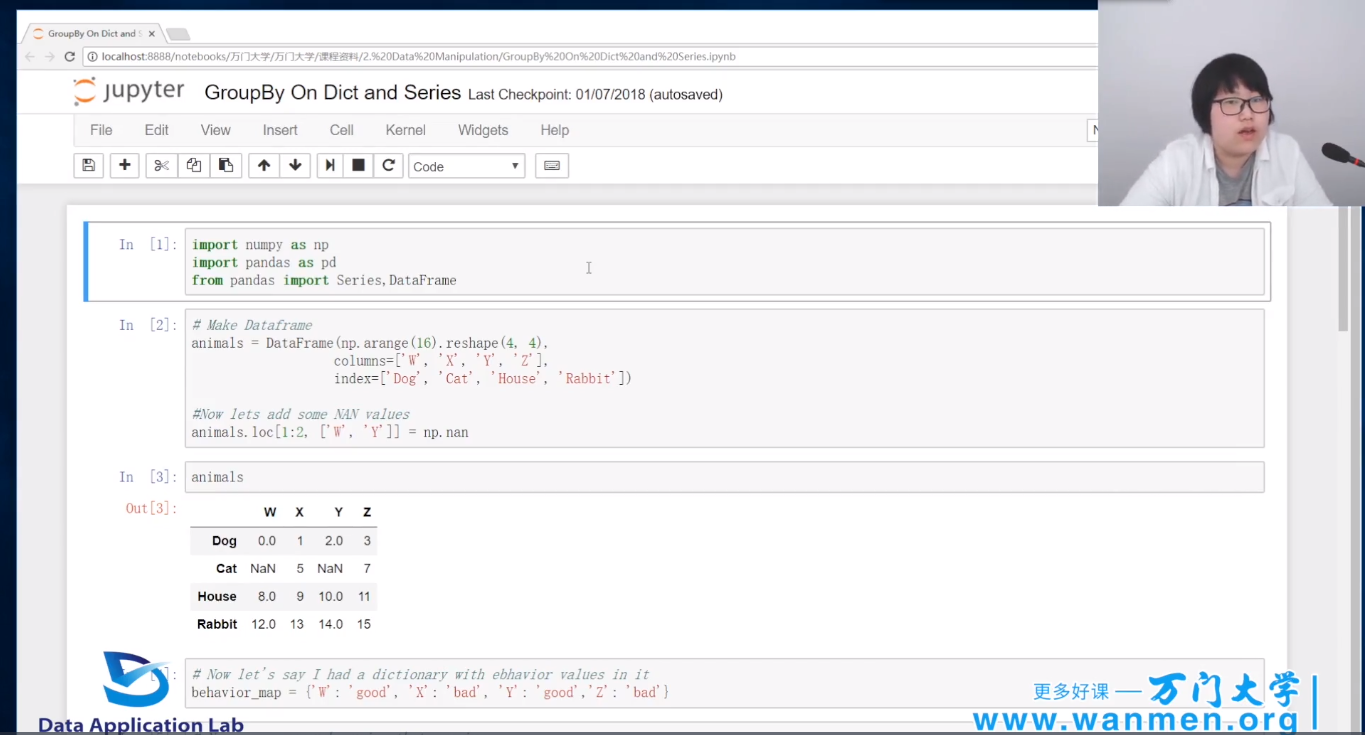 GroupBy On Dict and S
localhost:8888/notebooks/万门大学/万门大学/课程资料/2.%20Data%20Manipulation/GroupBy%20On%20Dict%20and%20Series.ipynb
jupyter GroupBy On Dict and Series Last Checkpoint: 01/07/2018 (autosaved)
File Edit View Insert Cell Kernel Widgets Help
Code
In [1]: import numpy as np
import pandas as pd
from pandas import Series,DataFrame
In [2]: # Make Dataframe
animals = DataFrame(np.arange(16).reshape(4, 4),
columns=['W', 'X', 'Y', 'Z'],
index=['Dog', 'Cat', 'House', 'Rabbit'])
#Now lets add some NAN values
animals.loc[1:2, ['W', 'Y']] = np.nan
In [3]: animals
Out[3]:
W X Y Z
Dog 0.0 1 2.0 3
Cat NaN 5 NaN 7
House 8.0 9 10.0 11
Rabbit 12.0 13 14.0 15
# Now let's say I had a dictionary with ebhavior values in it
behavior_map = {'W': 'good', 'X': 'bad', 'Y': 'good','Z': 'bad'}
Data Application Lab
更多好课 — 万门大学
www.wanmen.org